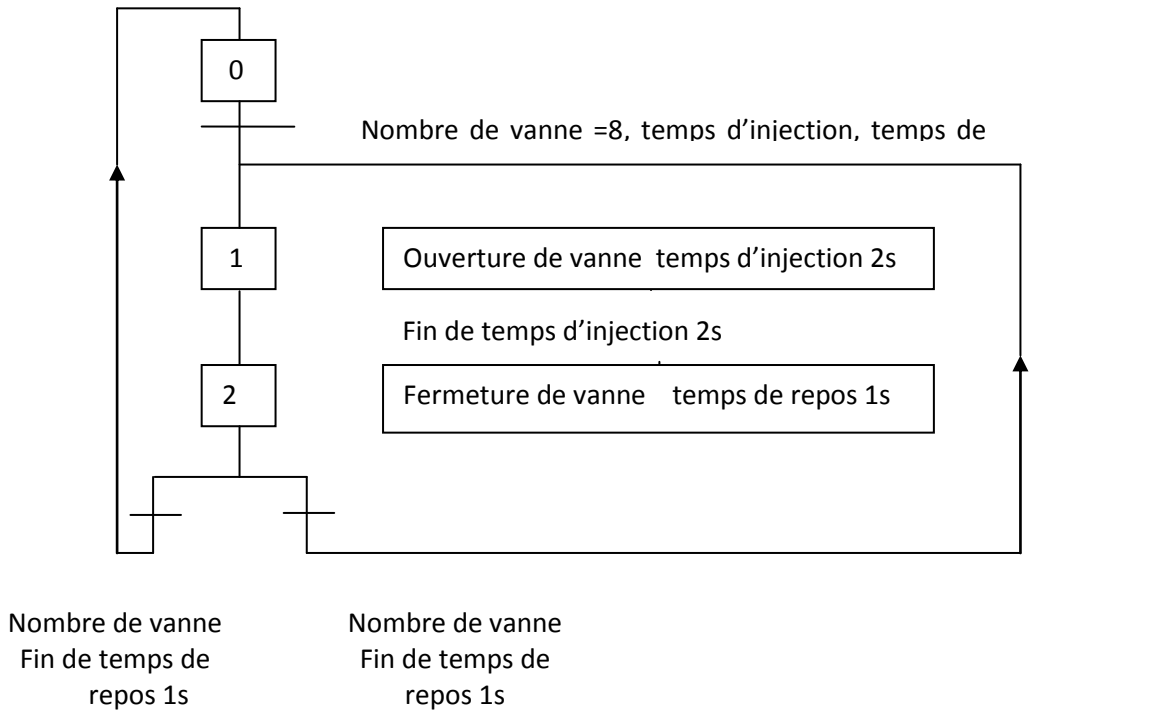 0
Nombre de vanne =8, temps d’injection, temps de
1
Ouverture de vanne temps d’injection 2s
Fin de temps d’injection 2s
2
Fermeture de vanne temps de repos 1s
Nombre de vanne
Fin de temps de
repos 1s
Nombre de vanne
Fin de temps de
repos 1s